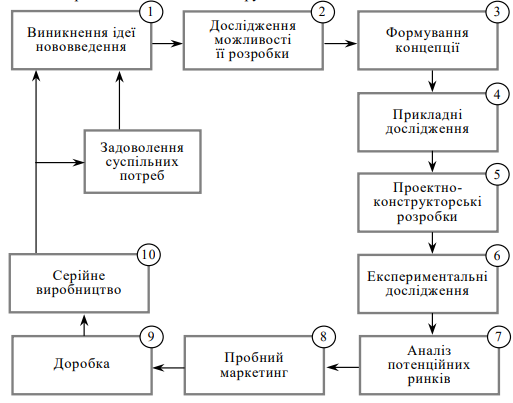 1
Виникнення ідеї
нововведення
2
Дослідження
можливості
її розробки
3
Формування
концепції
4
Прикладні
дослідження
Задоволення
суспільних
потреб
5
Проектно-
конструкторські
розробки
10
Серійне
виробництво
6
Експериментальні
дослідження
9
Доробка
8
Пробний
маркетинг
7
Аналіз
потенційних
ринків